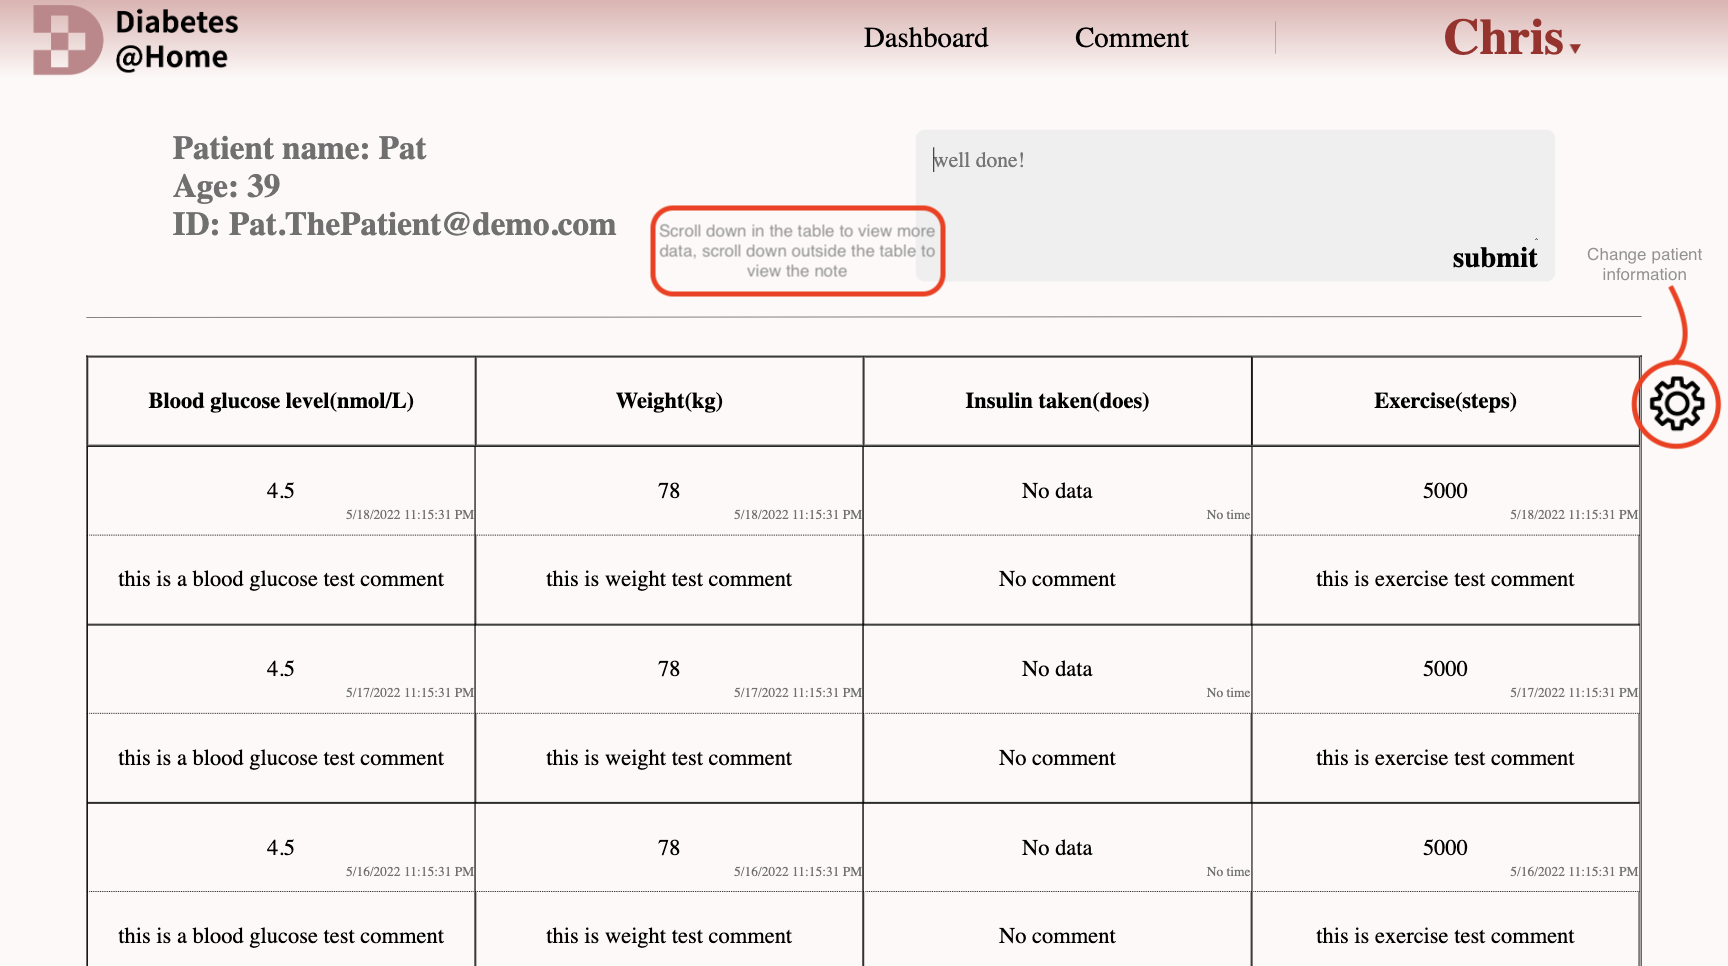 Diabetes
@Home
Dashboard
Comment
Chris
Patient name: Pat
Age: 39
ID: Pat.ThePatient@demo.com
well done!
submit
Scroll down in the table to view more
data, scroll down outside the table to
view the note
Change patient
information
Blood glucose level(nmol/L) Weight(kg) Insulin taken(does) Exercise(steps)
4.5 78 No data 5000
5/18/2022 11:15:31 PM 5/18/2022 11:15:31 PM No time 5/18/2022 11:15:31 PM
this is a blood glucose test comment this is weight test comment No comment this is exercise test comment
4.5 78 No data 5000
5/17/2022 11:15:31 PM 5/17/2022 11:15:31 PM No time 5/17/2022 11:15:31 PM
this is a blood glucose test comment this is weight test comment No comment this is exercise test comment
4.5 78 No data 5000
5/16/2022 11:15:31 PM 5/16/2022 11:15:31 PM No time 5/16/2022 11:15:31 PM
this is a blood glucose test comment this is weight test comment No comment this is exercise test comment